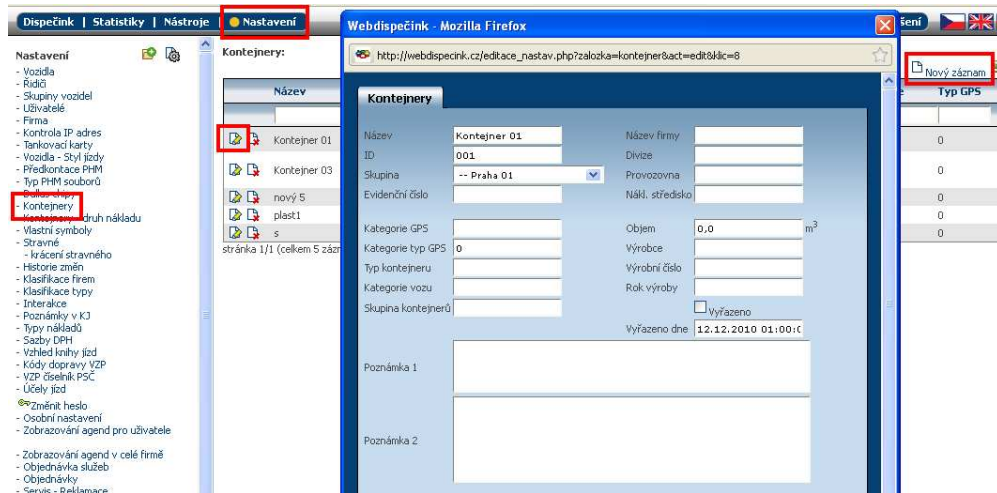 Dispečink | Statistiky | Nástroje | Nastavení
Nastavení
- Vozidla
- Řidiči
- Skupiny vozidel
- Uživatelé
- Firma
- Kontrola IP adres
- Tankovací karty
- Vozidla - Styl jízdy
- Předkontace PHM
- Typ PHM souborů
- Kontejnery
- Kontejnery druh nákladu
- Vlastní symboly
- Stravné
- krácení stravného
- Historie změn
- Klasifikace firem
- Klasifikace typy
- Interakce
- Poznámky v KJ
- Typy nákladů
- Sazby DPH
- Vzhled knihy jízd
- Kódy dopravy VZP
- VZP číselník PSČ
- Účely jízd
Změnit heslo
- Osobní nastavení
- Zobrazování agend pro uživatele
- Zobrazování agend v celé firmě
- Objednávka služeb
- Objednávky
- Servis - Reklamace
Kontejnery:
Název
Kontejner 01
Kontejner 03
nový 5
plast1
s
stránka 1/1 (celkem 5 zázn
Webdispečink - Mozilla Firefox
http://webdispecink.cz/editace_nastav.php?zalozka=kontejner&act=edit&klic=8
Kontejnery
Název Kontejner 01 Název firmy
ID 001 Divize
Skupina -- Praha 01 Provozovna
Evidenční číslo Nákl. středisko
Kategorie GPS Objem 0,0 m3
Kategorie typ GPS 0 Výrobce
Typ kontejneru Výrobní číslo
Kategorie vozu Rok výroby
Skupina kontejnerů Vyřazeno
Vyřazeno dne 12.12.2010 01:00:0
Poznámka 1
Poznámka 2
šení
Nový záznam
Typ GPS
0
0
0
0
0